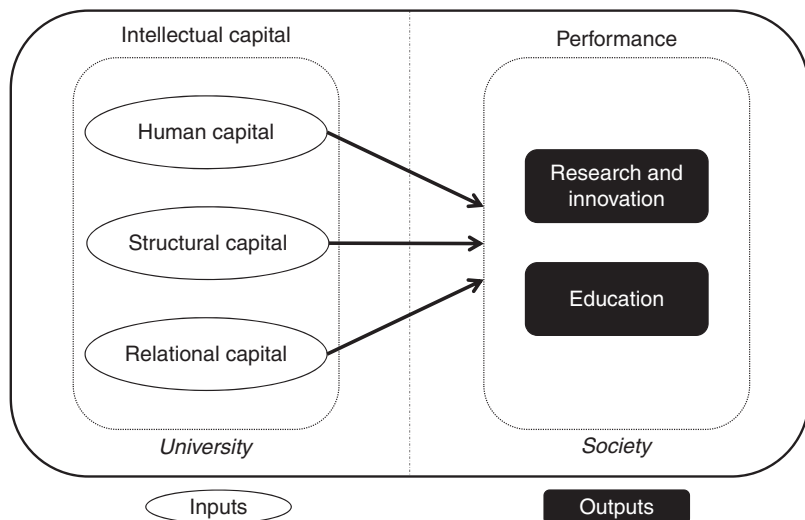 Intellectual capital
Performance
Human capital
Structural capital
Relational capital
Research and
innovation
Education
University
Society
Inputs
Outputs